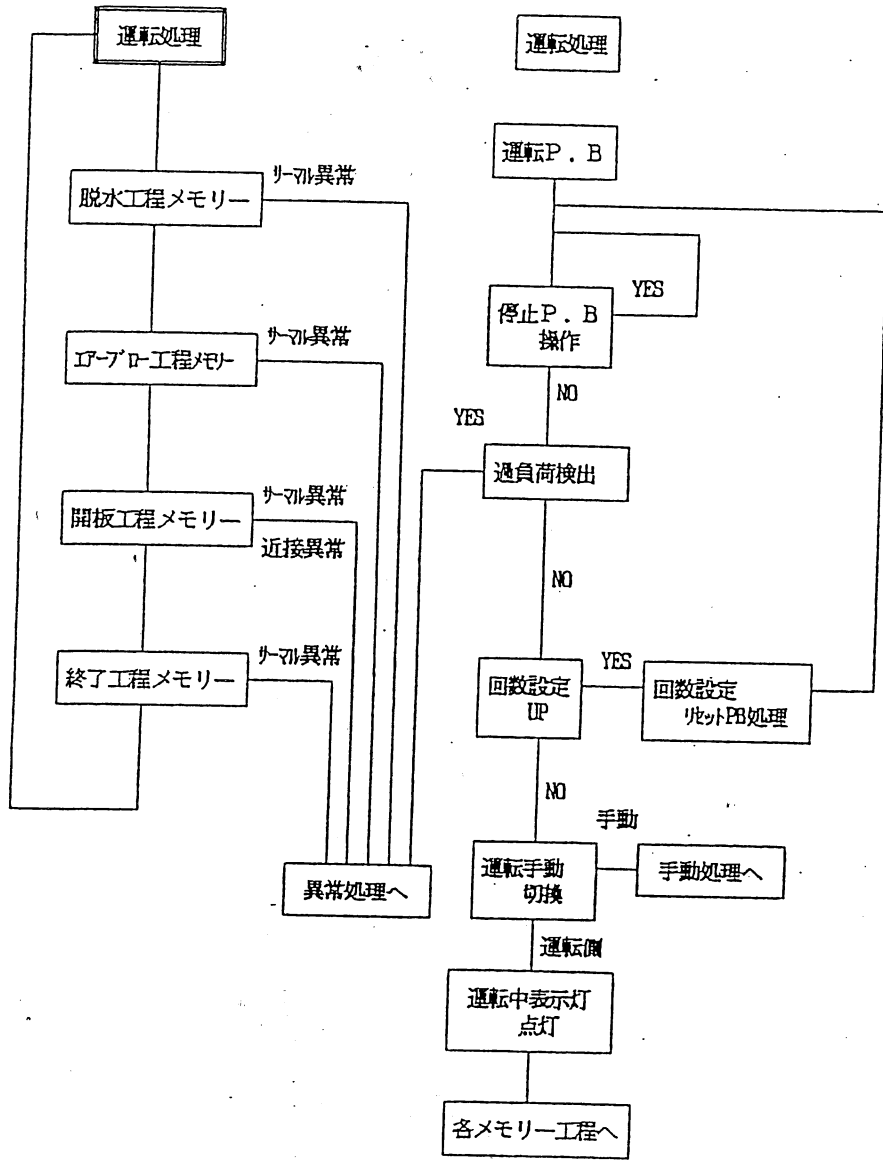 運転処理
脱水工程メモリー
サーマル異常
エアーブロー工程メモリー
サーマル異常
開板工程メモリー
サーマル異常
近接異常
終了工程メモリー
サーマル異常
異常処理へ
運転処理
運転P.B
停止P.B
操作
YES
NO
YES
過負荷検出
NO
回数設定
UP
YES
回数設定
リセットPB処理
NO
手動
運転手動
切換
手動処理へ
運転側
運転中表示灯
点灯
各メモリー工程へ